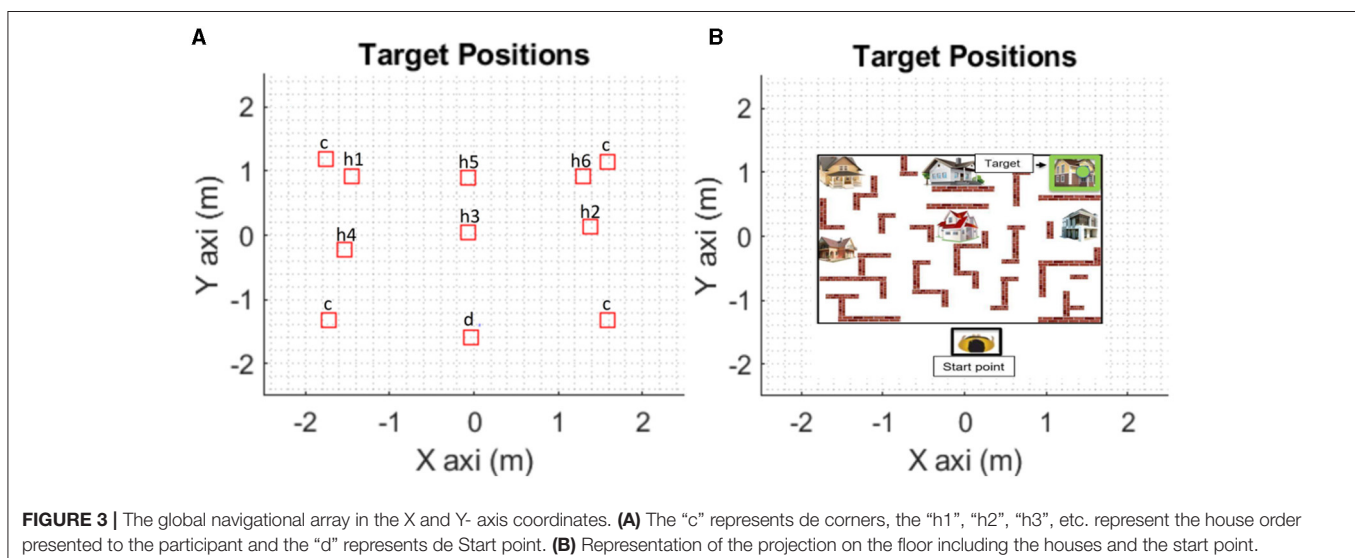 A
Target Positions
2
1
0
-1
-2
Y axi (m)
c
h1
h5
h6
c
h3
h2
h4
c
d
c
-2 -1 0 1 2
X axi (m)
B
Target Positions
2
1
0
-1
-2
Y axi (m)
Target
Start point
-2 -1 0 1 2
X axi (m)
FIGURE 3 | The global navigational array in the X and Y- axis coordinates. (A) The “c” represents de corners, the “h1”, “h2”, “h3”, etc. represent the house order
presented to the participant and the “d” represents de Start point. (B) Representation of the projection on the floor including the houses and the start point.